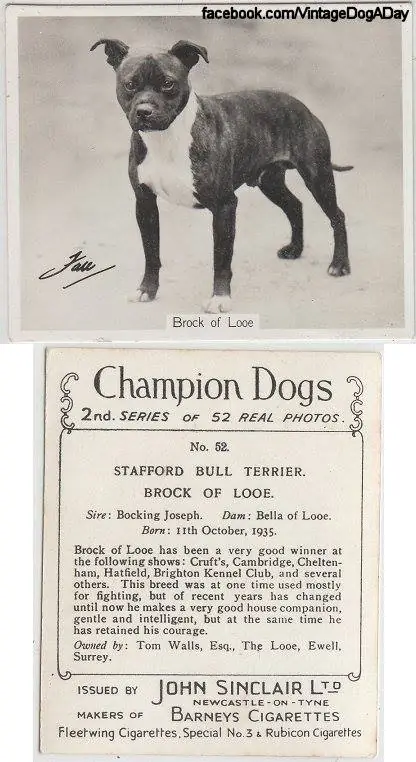 facebook.com/VintageDogADay
Fall
Brock of Looe
Champion Dogs
2nd. SERIES OF 52 REAL PHOTOS.
No. 52.
STAFFORD BULL TERRIER.
BROCK OF LOOE.
Sire: Bocking Joseph. Dam: Bella of Looe.
Born: 11th October, 1935.
Brock of Looe has been a very good winner at
the following shows: Cruft's, Cambridge, Chelten-
ham, Hatfield, Brighton Kennel Club, and several
others. This breed was at one time used mostly
for fighting, but of recent years has changed
until now he makes a very good house companion,
gentle and intelligent, but at the same time he
has retained his courage.
Owned by: Tom Walls, Esq., The Looe, Ewell,
Surrey.
ISSUED BY JOHN SINCLAIR LTD
NEWCASTLE-ON-TYNE
MAKERS OF BARNEYS CIGARETTES
Fleetwing Cigarettes, Special No.3 & Rubicon Cigarettes